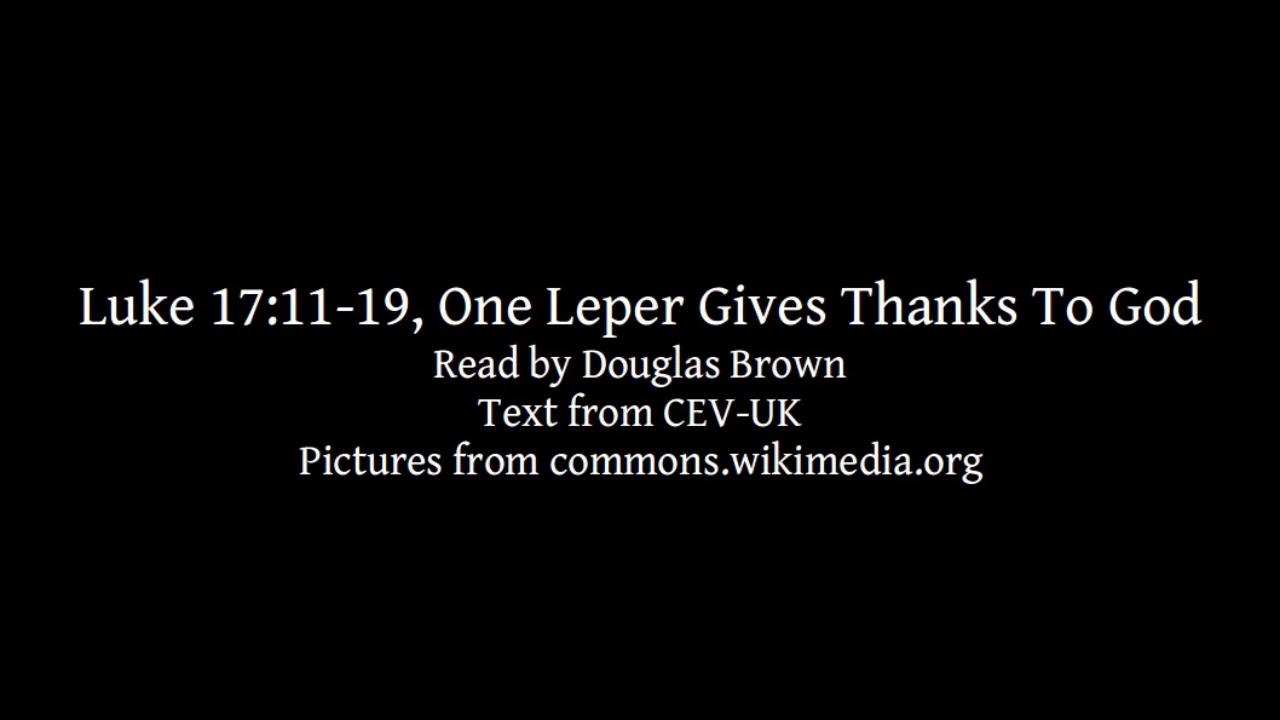 Luke 17:11-19, One Leper Gives Thanks To God
Read by Douglas Brown
Text from CEV-UK
Pictures from commons.wikimedia.org